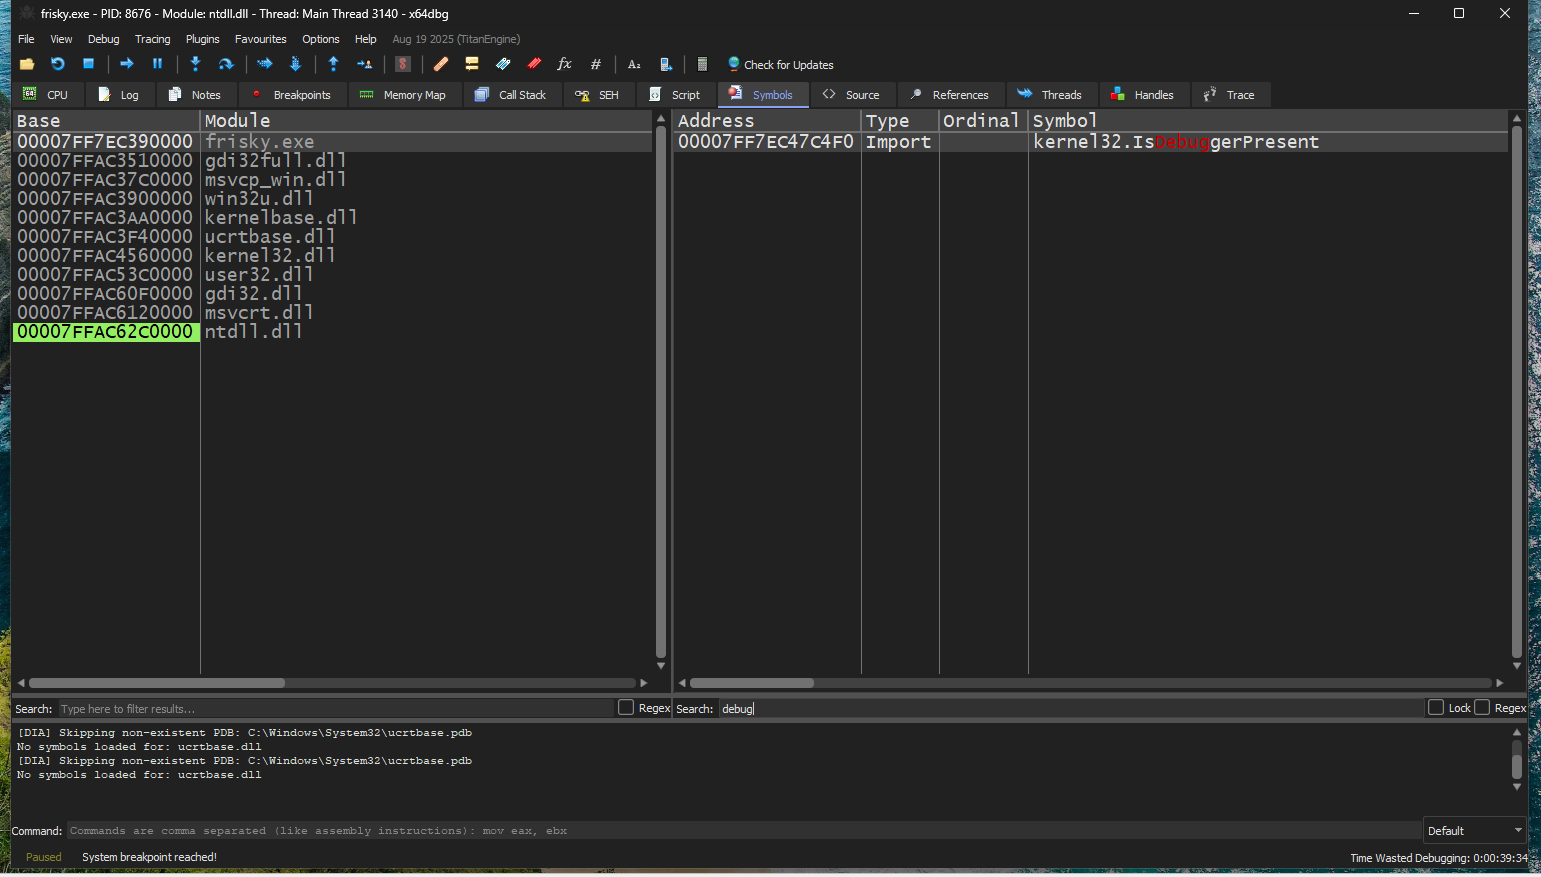 frisky.exe - PID: 8676 - Module: ntdll.dll - Thread: Main Thread 3140 - x64dbg
File View Debug Tracing Plugins Favourites Options Help Aug 19 2025 (TitanEngine)
Check for Updates
CPU Log Notes Breakpoints Memory Map Call Stack SEH Script Symbols Source References Threads Handles Trace
Base Module
00007FF7EC390000 frisky.exe
00007FFAC3510000 gdi32full.dll
00007FFAC37C0000 msvcp_win.dll
00007FFAC3900000 win32u.dll
00007FFAC3AA0000 kernelbase.dll
00007FFAC3F40000 ucrtbase.dll
00007FFAC4560000 kernel32.dll
00007FFAC53C0000 user32.dll
00007FFAC60F0000 gdi32.dll
00007FFAC6120000 msvcrt.dll
00007FFAC62C0000 ntdll.dll
Address Type Ordinal Symbol
00007FF7EC47C4F0 Import kernel32.IsDebuggerPresent
Search: Type here to filter results... Regex
Search: debug Lock Regex
[DIA] Skipping non-existent PDB: C:\Windows\System32\ucrtbase.pdb
No symbols loaded for: ucrtbase.dll
[DIA] Skipping non-existent PDB: C:\Windows\System32\ucrtbase.pdb
No symbols loaded for: ucrtbase.dll
Command: Commands are comma separated (like assembly instructions): mov eax, ebx Default
Paused System breakpoint reached! Time Wasted Debugging: 0:00:39:34